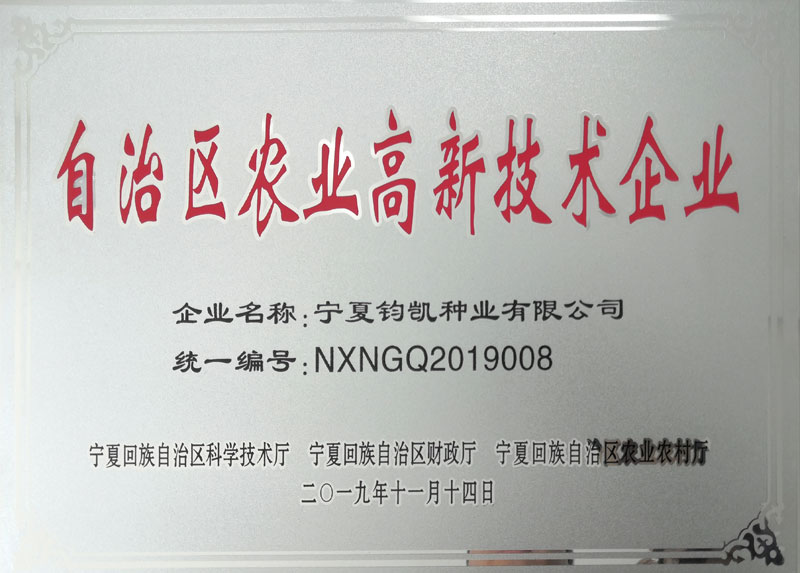 自治区农业高新技术企业
企业名称:宁夏钧凯种业有限公司
统一编号:NXNGQ2019008
宁夏回族自治区科学技术厅 宁夏回族自治区财政厅 宁夏回族自治区农业农村厅
二〇一九年十一月十四日